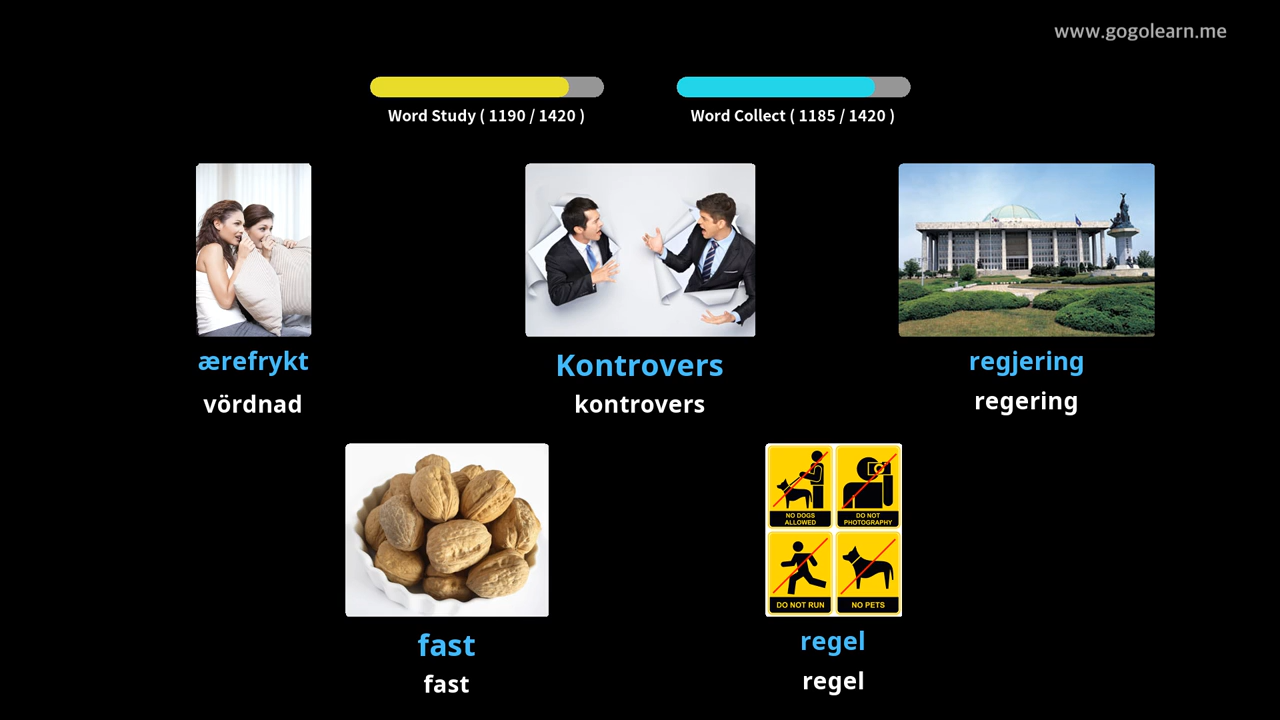 www.gogolearn.me
Word Study ( 1190 / 1420 )
Word Collect ( 1185 / 1420 )
ærefrykt
vördnad
Kontrovers
kontrovers
regjering
regering
NO DOGS
ALLOWED
DO NOT
PHOTOGRAPHY
DO NOT RUN
NO PETS
fast
fast
regel
regel